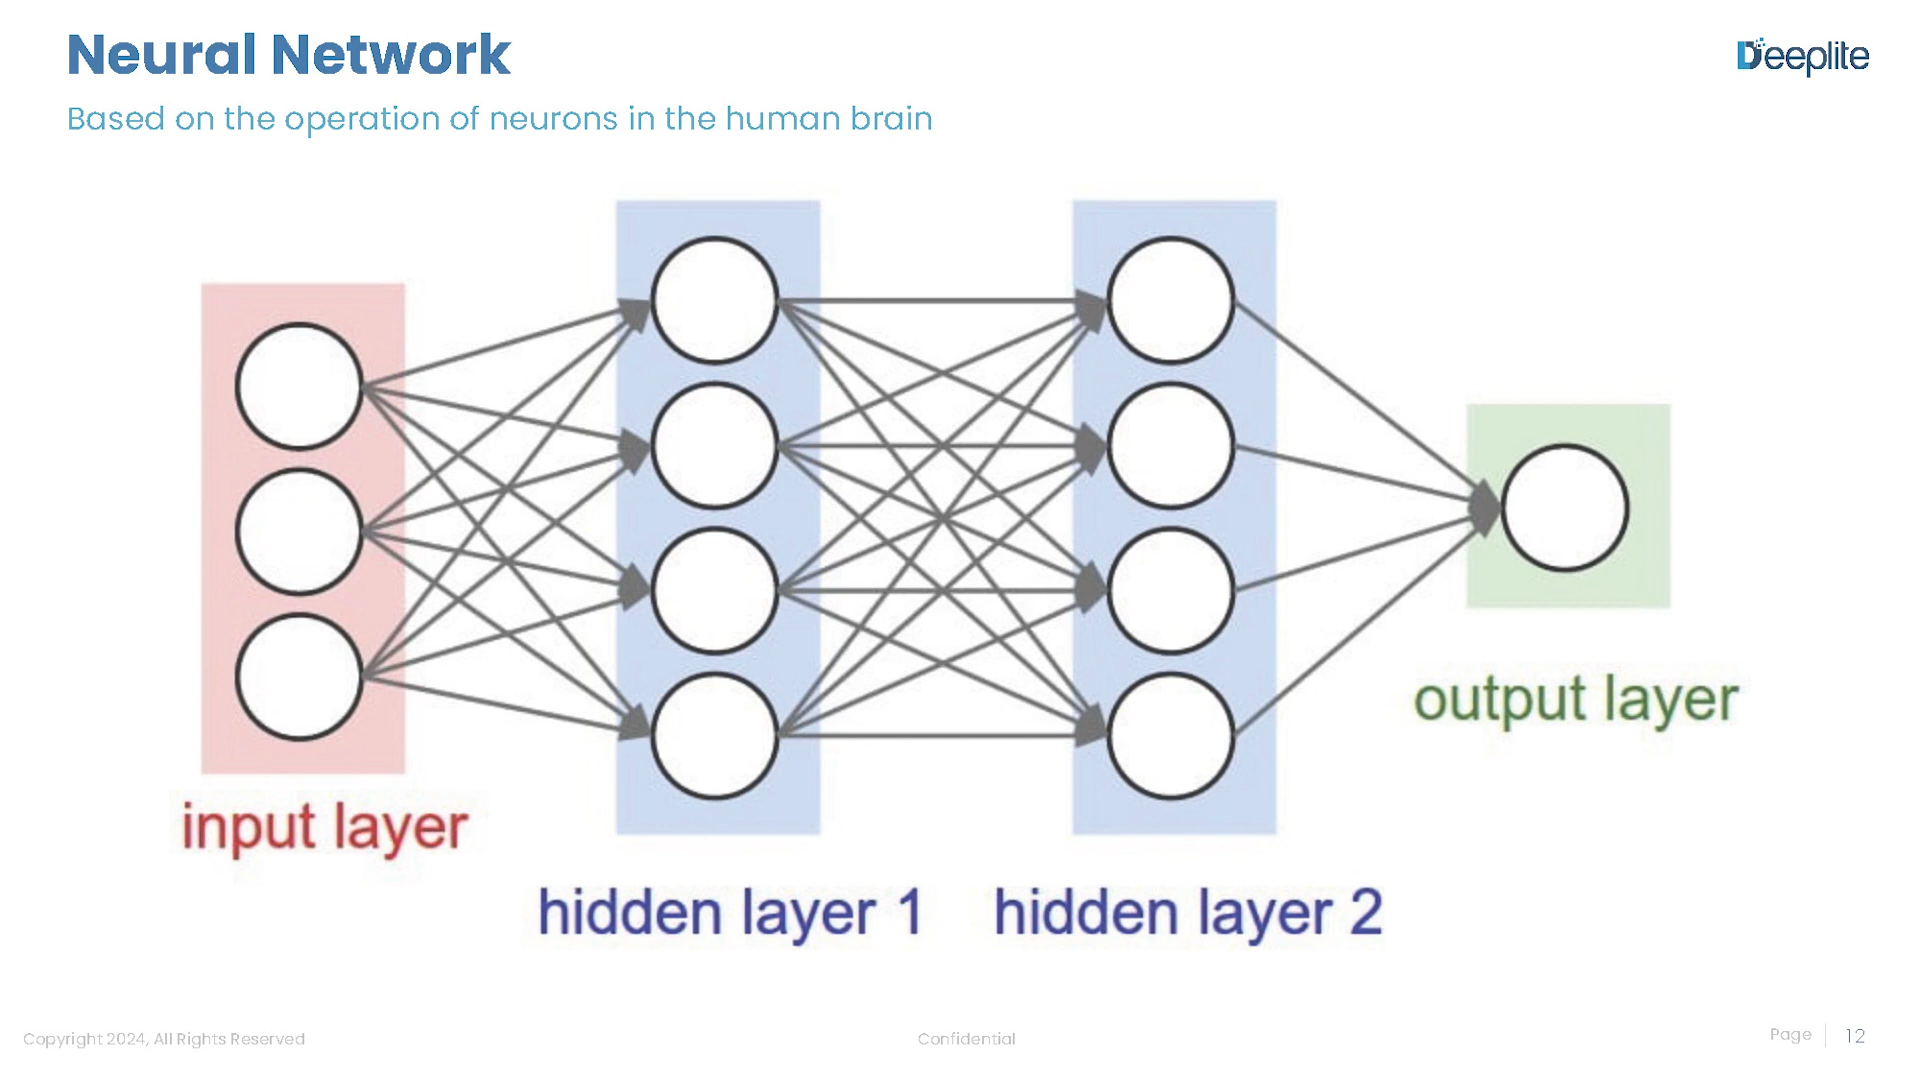 Neural Network
Deeplite
Based on the operation of neurons in the human brain
input layer
hidden layer 1
hidden layer 2
output layer
Copyright 2024, All Rights Reserved
Confidential
Page 12